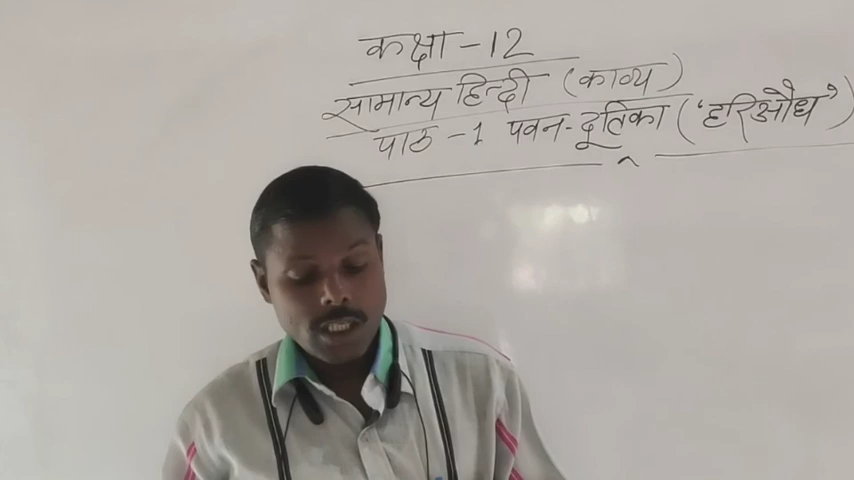 कक्षा - 12
सामान्य हिन्दी (काव्य)
पाठ - 1 पवन-दूतिका ('हरिऔध')